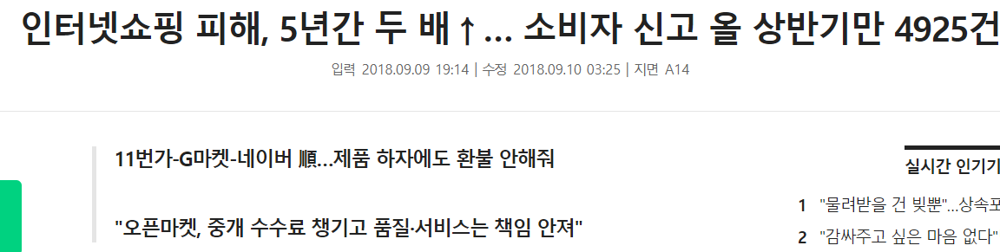 인터넷쇼핑 피해, 5년간 두 배↑… 소비자 신고 올 상반기만 4925건
입력 2018.09.09 19:14 | 수정 2018.09.10 03:25 | 지면 A14
11번가-G마켓-네이버 順…제품 하자에도 환불 안해줘
"오픈마켓, 중개 수수료 챙기고 품질·서비스는 책임 안져"
실시간 인기기
1 "물려받을 건 빚뿐"…상속포
2 "감싸주고 싶은 마음 없다"